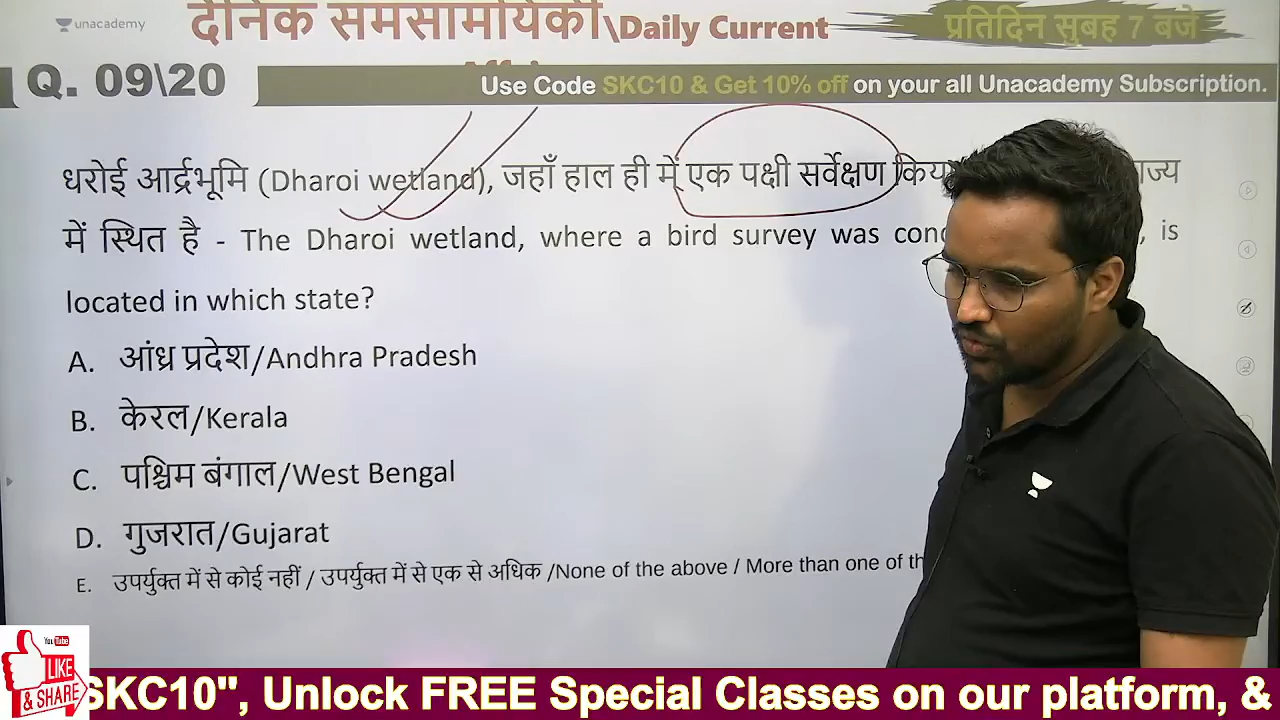 unacademy
दैनिक समसामयिकी\Daily Current
प्रतिदिन सुबह 7 बजे
Q. 09\20
Use Code SKC10 & Get 10% off on your all Unacademy Subscription.
धरोई आर्द्रभूमि (Dharoi wetland), जहाँ हाल ही में एक पक्षी सर्वेक्षण
में स्थित है - The Dharoi wetland, where a bird survey was is
located in which state?
A. आंध्र प्रदेश/Andhra Pradesh
B. केरल/Kerala
C. पश्चिम बंगाल/West Bengal
D. गुजरात/Gujarat
E. उपर्युक्त में से कोई नहीं / उपर्युक्त में से एक से अधिक /None of the above / More than one of
YouTube
LIKE
& SHARE
SKC10", Unlock FREE Special Classes on our platform, &